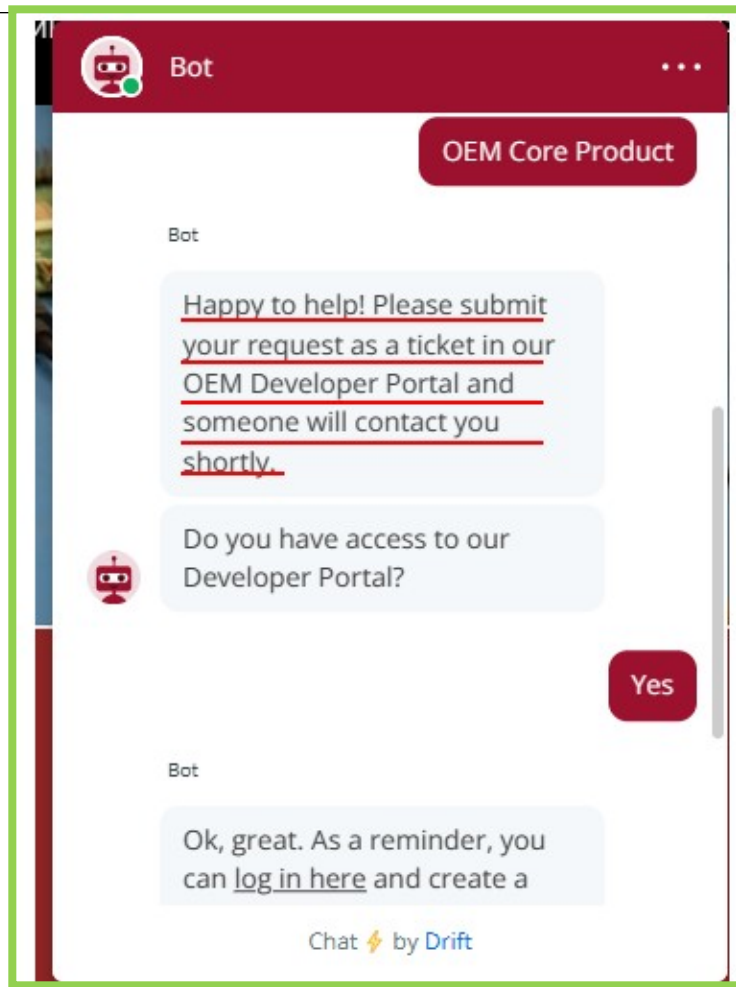 Bot
OEM Core Product
Bot
Happy to help! Please submit
your request as a ticket in our
OEM Developer Portal and
someone will contact you
shortly.
Do you have access to our
Developer Portal?
Yes
Bot
Ok, great. As a reminder, you
can log in here and create a
Chat ⚡ by Drift